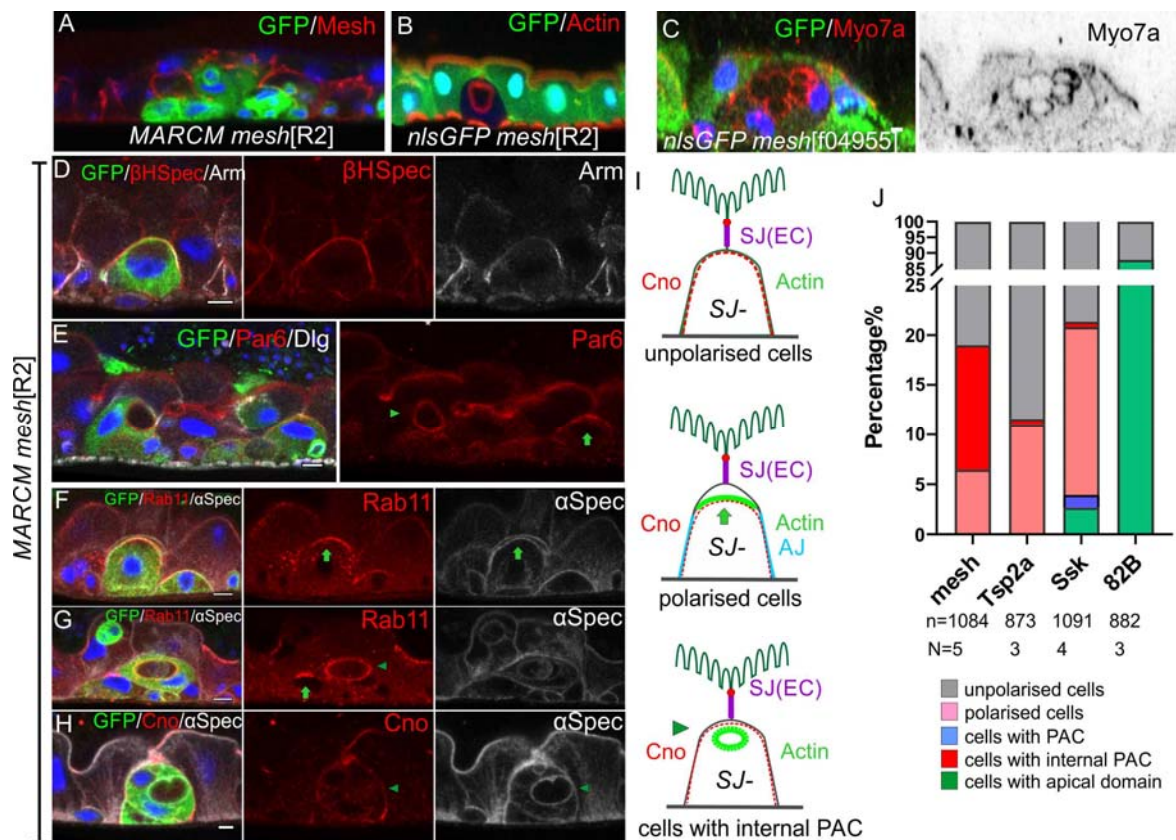 A
GFP/Mesh
MARCM mesh[R2]
B
GFP/Actin
nlsGFP mesh[R2]
C
GFP/Myo7a
nlsGFP mesh[f04955]
Myo7a
MARCM mesh[R2]
D
GFP/βHSpec/Arm
βHSpec
Arm
E
GFP/Par6/Dlg
Par6
F
GFP/Rab11/αSpec
Rab11
αSpec
G
GFP/Rab11/αSpec
Rab11
αSpec
H
GFP/Cno/αSpec
Cno
αSpec
I
SJ(EC)
Cno
Actin
SJ-
unpolarised cells
SJ(EC)
Cno
Actin
AJ
SJ-
polarised cells
SJ(EC)
Cno
Actin
SJ-
cells with internal PAC
J
Percentage%
100
95
90
85
25
20
15
10
5
0
mesh
Tsp2a
Ssk
82B
n=1084 873 1091 882
N=5 3 4 3
unpolarised cells
polarised cells
cells with PAC
cells with internal PAC
cells with apical domain